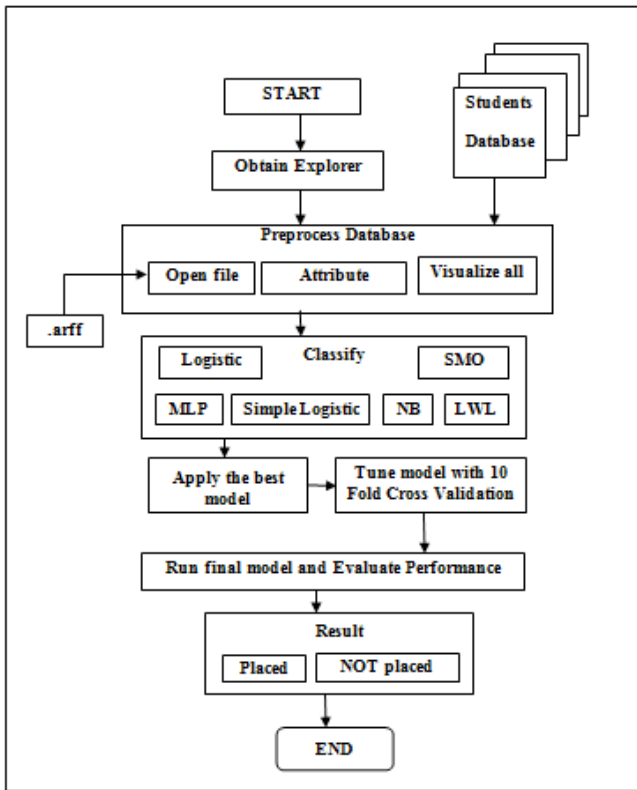 START
Students
Database
Obtain Explorer
Preprocess Database
Open file
Attribute
Visualize all
.arff
Classify
Logistic
SMO
MLP
Simple Logistic
NB
LWL
Apply the best
model
Tune model with 10
Fold Cross Validation
Run final model and Evaluate Performance
Result
Placed
NOT placed
END